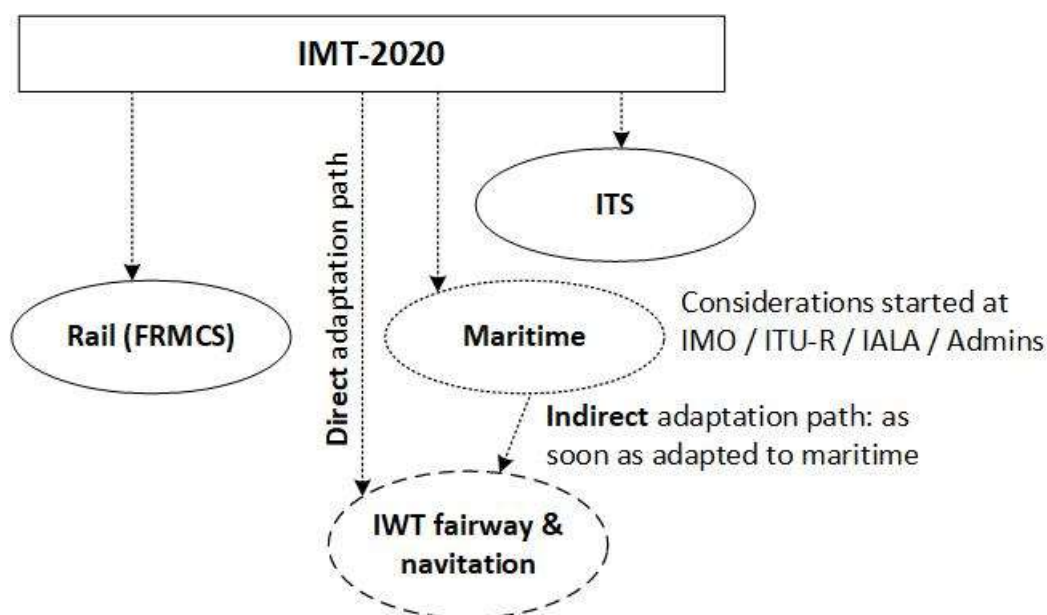 IMT-2020
Direct adaptation path
ITS
Rail (FRMCS)
Maritime
Considerations started at
IMO / ITU-R / IALA / Admins
Indirect adaptation path: as
soon as adapted to maritime
IWT fairway &
navitation